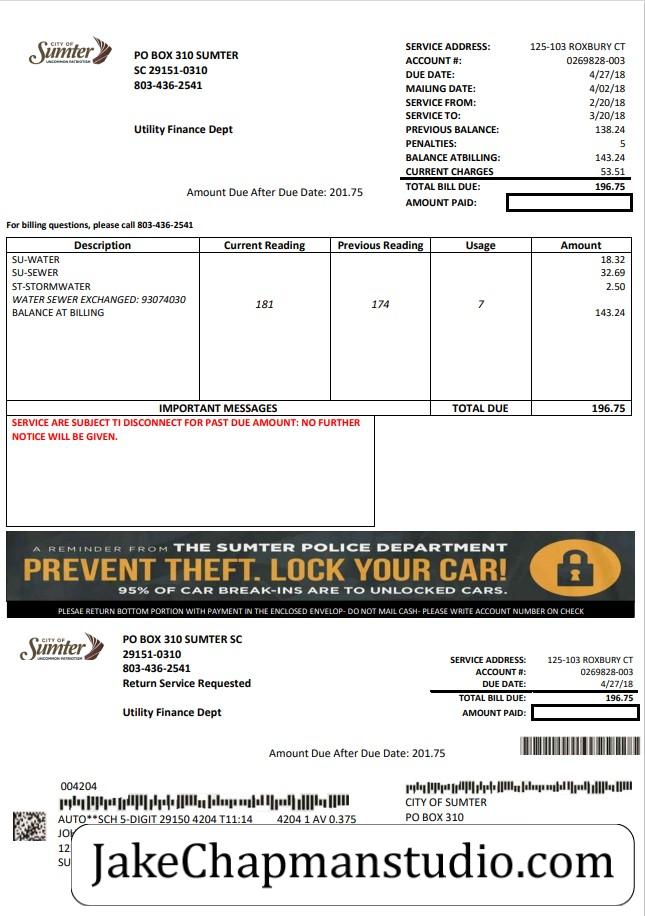 CITY OF
Sumter
UNCOMMON PATRIOTISM
PO BOX 310 SUMTER
SC 29151-0310
803-436-2541
Utility Finance Dept
SERVICE ADDRESS: 125-103 ROXBURY CT
ACCOUNT #: 0269828-003
DUE DATE: 4/27/18
MAILING DATE: 4/02/18
SERVICE FROM: 2/20/18
SERVICE TO: 3/20/18
PREVIOUS BALANCE: 138.24
PENALTIES: 5
BALANCE ATBILLING: 143.24
CURRENT CHARGES 53.51
TOTAL BILL DUE: 196.75
AMOUNT PAID:
Amount Due After Due Date: 201.75
For billing questions, please call 803-436-2541
Description Current Reading Previous Reading Usage Amount
SU-WATER 18.32
SU-SEWER 32.69
ST-STORMWATER 2.50
WATER SEWER EXCHANGED: 93074030 181 174 7
BALANCE AT BILLING 143.24
IMPORTANT MESSAGES TOTAL DUE 196.75
SERVICE ARE SUBJECT TI DISCONNECT FOR PAST DUE AMOUNT: NO FURTHER
NOTICE WILL BE GIVEN.
A REMINDER FROM THE SUMTER POLICE DEPARTMENT
PREVENT THEFT. LOCK YOUR CAR!
95% OF CAR BREAK-INS ARE TO UNLOCKED CARS.
PLESAE RETURN BOTTOM PORTION WITH PAYMENT IN THE ENCLOSED ENVELOP- DO NOT MAIL CASH- PLEASE WRITE ACCOUNT NUMBER ON CHECK
CITY OF
Sumter
UNCOMMON PATRIOTISM
PO BOX 310 SUMTER SC
29151-0310
803-436-2541
Return Service Requested
Utility Finance Dept
SERVICE ADDRESS: 125-103 ROXBURY CT
ACCOUNT #: 0269828-003
DUE DATE: 4/27/18
TOTAL BILL DUE: 196.75
AMOUNT PAID:
Amount Due After Due Date: 201.75
004204
AUTO**SCH 5-DIGIT 29150 4204 T11:14 4204 1 AV 0.375
CITY OF SUMTER
PO BOX 310
JakeChapmanstudio.com